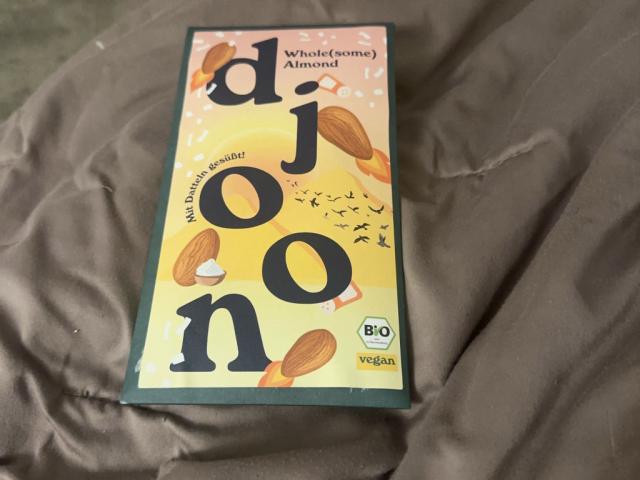 djoon
Whole(some)
Almond
Mit Datteln gesüßt!
BiO
vegan